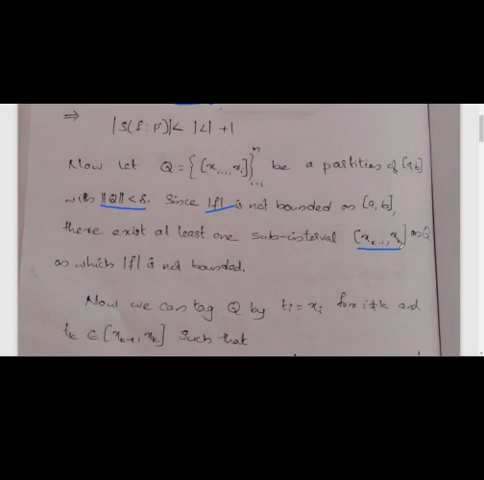 ⇒ |S(f : P)| < |L| + 1
Now let Q = {[x_{i-1}, x_i]}_{i=1}^{n} be a partition of [a, b]
with ||Q|| < δ. Since |f| is not bounded on [a, b],
there exist at least one sub-interval [x_{k-1}, x_k] on Q
on which |f| is not bounded.
Now we can tag Q by t_i = x_i for i ≠ k and
t_k ∈ [x_{k-1}, x_k] such that